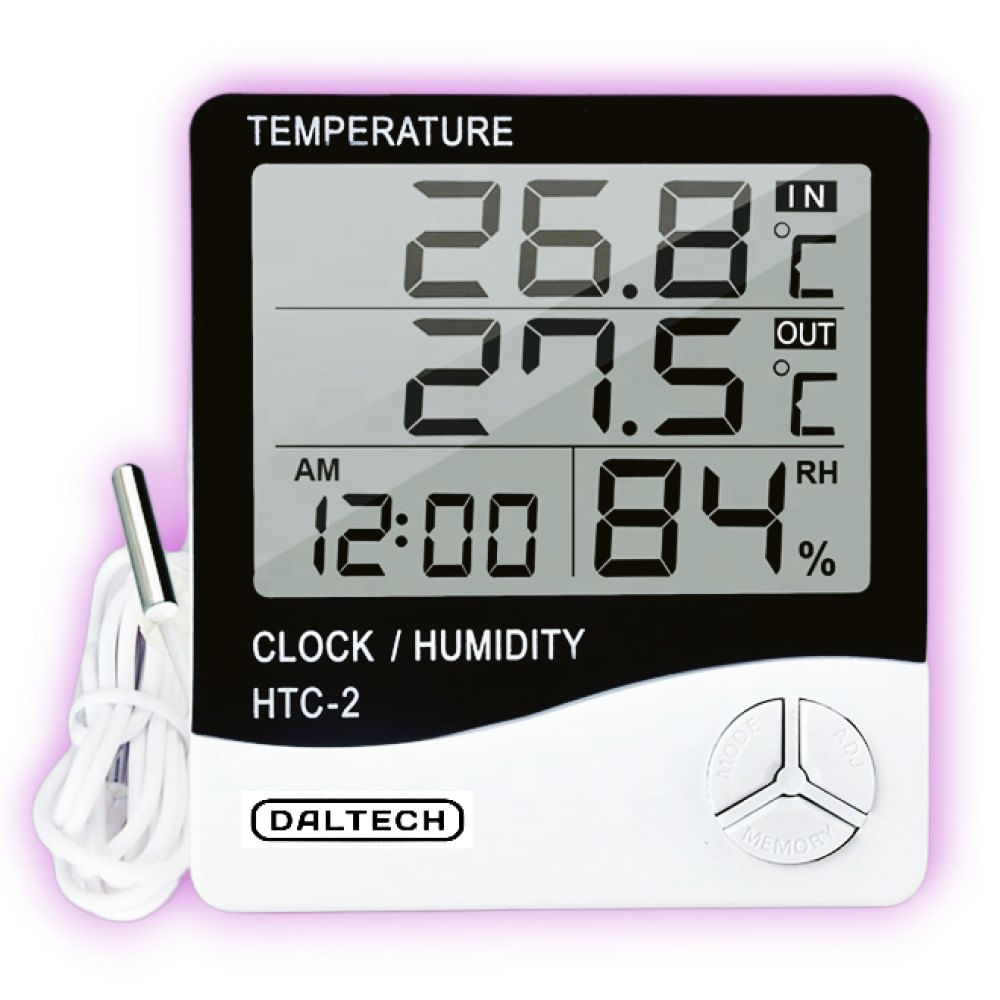 TEMPERATURE
26.8 IN °C
27.5 OUT °C
AM 12:00 84 RH %
CLOCK / HUMIDITY
HTC-2
MODE ADJ
MEMORY
DALTECH